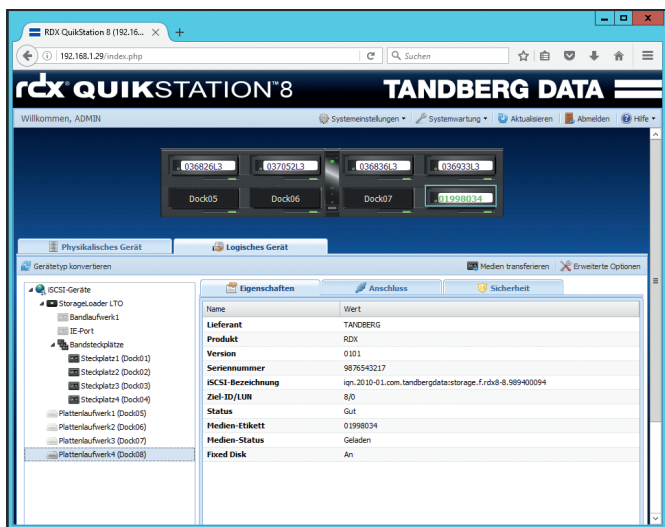 RDX QuikStation 8 (192.16...
192.168.1.29/index.php
Suchen
rdx® QUIKSTATION™8
TANDBERG DATA
Willkommen, ADMIN
Systemeinstellungen
Systemwartung
Aktualisieren
Abmelden
Hilfe
036826L3
037052L3
036836L3
036933L3
Dock05
Dock06
Dock07
01998034
Physikalisches Gerät
Logisches Gerät
Gerätetyp konvertieren
Medien transferieren
Erweiterte Optionen
iSCSI-Geräte
StorageLoader LTO
Bandlaufwerk1
IE-Port
Bandsteckplätze
Steckplatz1 (Dock01)
Steckplatz2 (Dock02)
Steckplatz3 (Dock03)
Steckplatz4 (Dock04)
Plattenlaufwerk1 (Dock05)
Plattenlaufwerk2 (Dock06)
Plattenlaufwerk3 (Dock07)
Plattenlaufwerk4 (Dock08)
Eigenschaften
Anschluss
Sicherheit
Name Wert
Lieferant TANDBERG
Produkt RDX
Version 0101
Seriennummer 9876543217
iSCSI-Bezeichnung iqn.2010-01.com.tandbergdata:storage.f.rdx8-8.989400094
Ziel-ID/LUN 8/0
Status Gut
Medien-Etikett 01998034
Medien-Status Geladen
Fixed Disk An